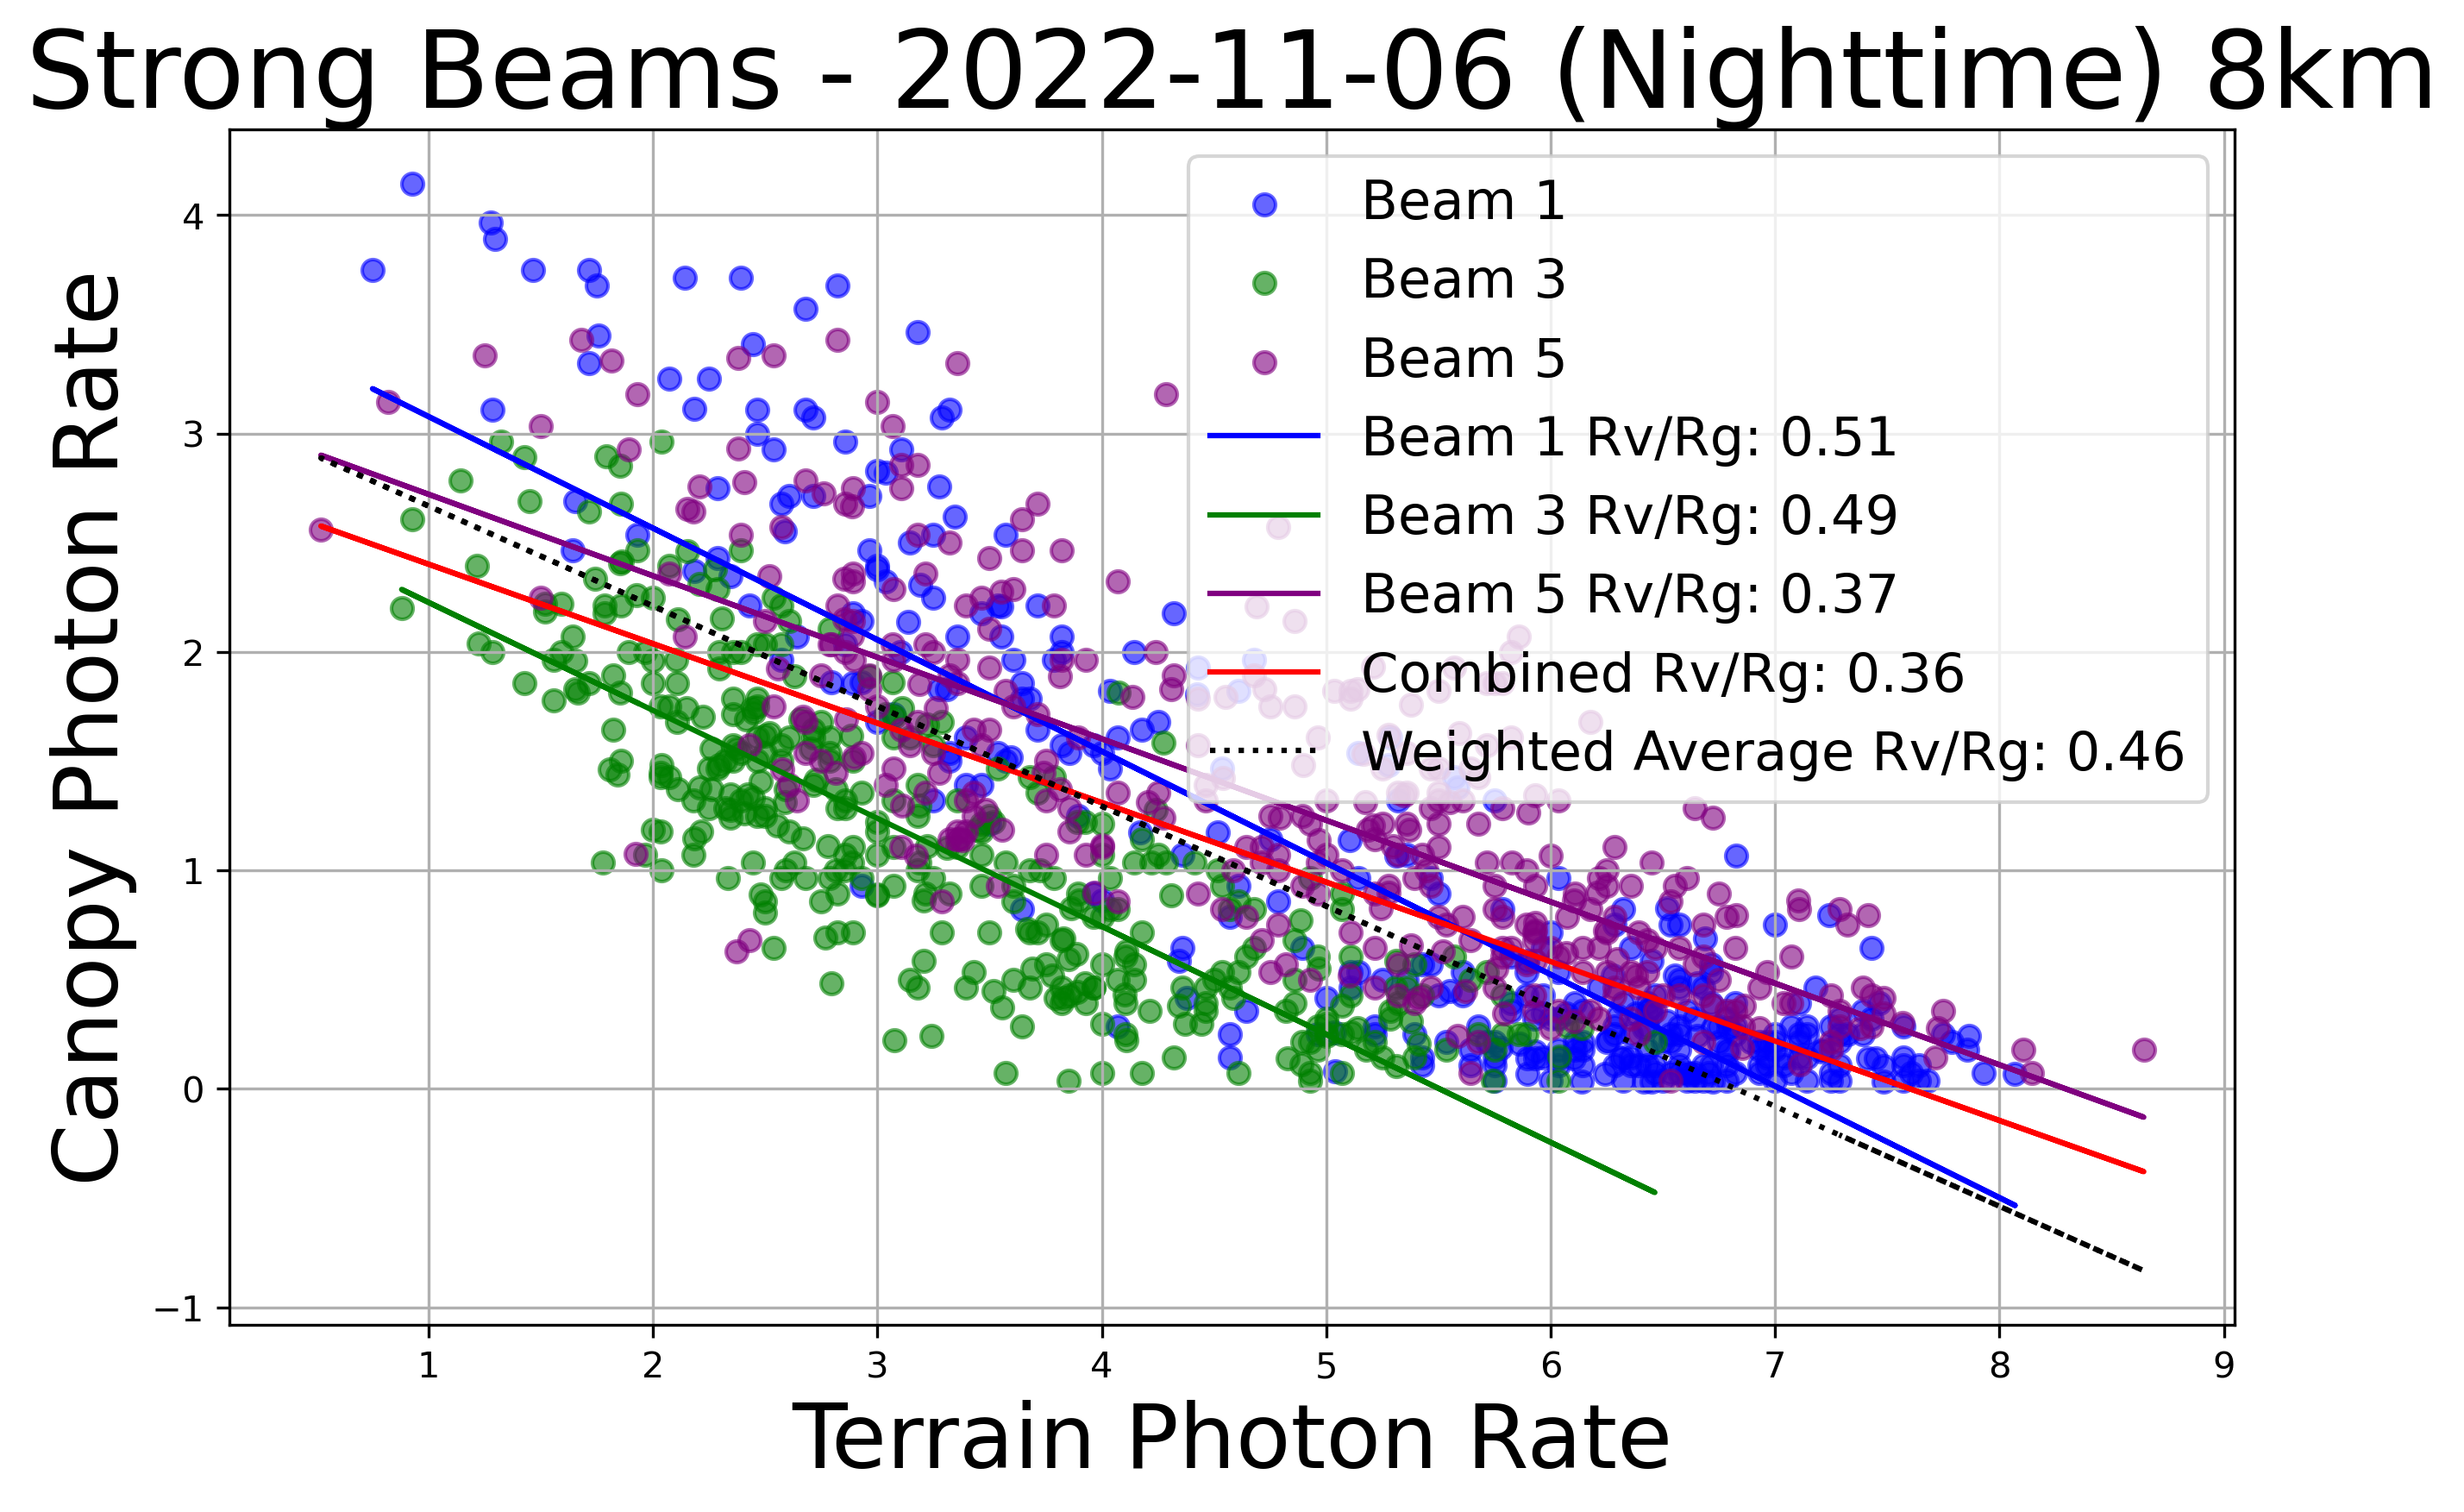 Strong Beams - 2022-11-06 (Nighttime) 8km
Canopy Photon Rate
4
3
2
1
0
−1
Beam 1
Beam 3
Beam 5
Beam 1 Rv/Rg: 0.51
Beam 3 Rv/Rg: 0.49
Beam 5 Rv/Rg: 0.37
Combined Rv/Rg: 0.36
Weighted Average Rv/Rg: 0.46
1 2 3 4 5 6 7 8 9
Terrain Photon Rate